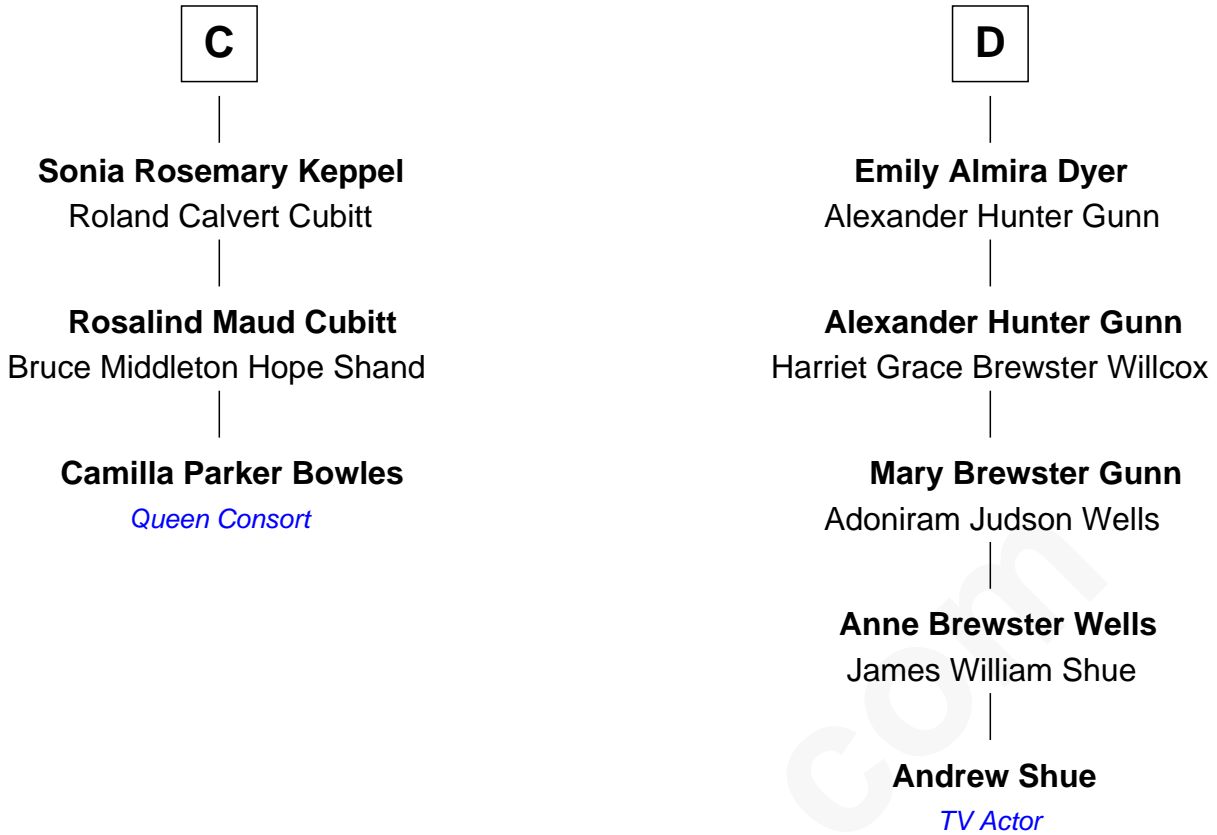 C
Sonia Rosemary Keppel
Roland Calvert Cubitt
Rosalind Maud Cubitt
Bruce Middleton Hope Shand
Camilla Parker Bowles
Queen Consort
D
Emily Almira Dyer
Alexander Hunter Gunn
Alexander Hunter Gunn
Harriet Grace Brewster Willcox
Mary Brewster Gunn
Adoniram Judson Wells
Anne Brewster Wells
James William Shue
Andrew Shue
TV Actor
com